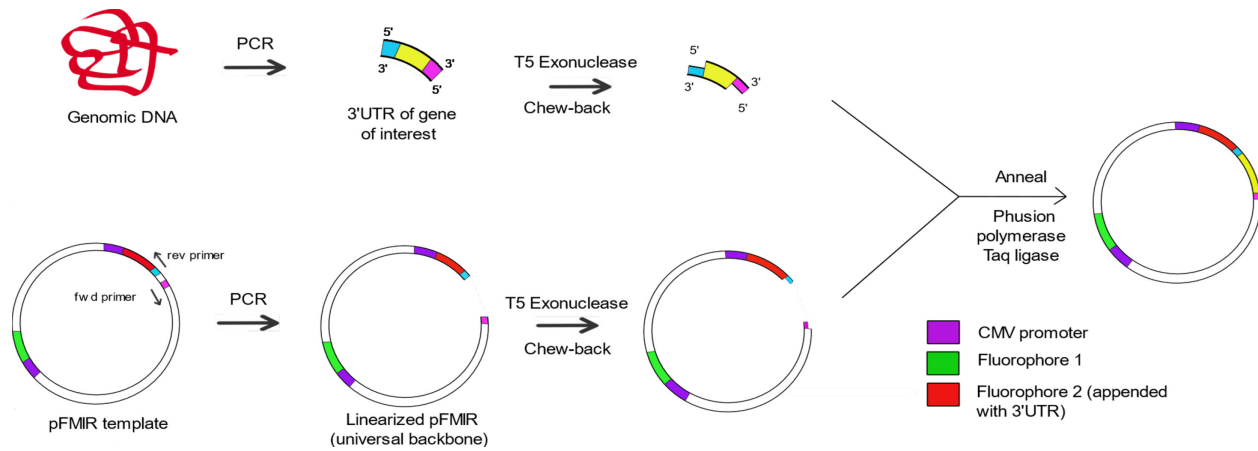 PCR
Genomic DNA
5'
3'
3'
5'
3'UTR of gene
of interest
T5 Exonuclease
Chew-back
5'
3'
3'
5'
Anneal
Phusion
polymerase
Taq ligase
rev primer
fwd primer
pFMIR template
PCR
Linearized pFMIR
(universal backbone)
T5 Exonuclease
Chew-back
CMV promoter
Fluorophore 1
Fluorophore 2 (appended
with 3'UTR)